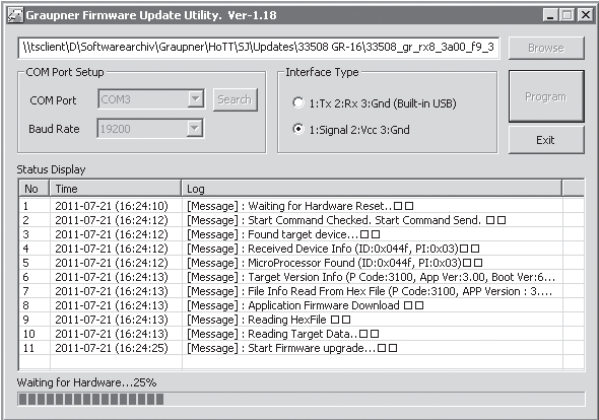 Graupner Firmware Update Utility. Ver-1.18
\\tsclient\D\Softwarearchiv\Graupner\HoTT\SJ\Updates\33508 GR-16\33508_gr_rx8_3a00_f9_3
Browse
COM Port Setup
COM Port COM3 Search
Baud Rate 19200
Interface Type
1:Tx 2:Rx 3:Gnd (Built-in USB)
1:Signal 2:Vcc 3:Gnd
Program
Exit
Status Display
No Time Log
1 2011-07-21 (16:24:10) [Message] : Waiting for Hardware Reset..□□
2 2011-07-21 (16:24:12) [Message] : Start Command Checked. Start Command Send. □□
3 2011-07-21 (16:24:12) [Message] : Found target device...□□
4 2011-07-21 (16:24:12) [Message] : Received Device Info (ID:0x044f, PI:0x03)□□
5 2011-07-21 (16:24:12) [Message] : MicroProcessor Found (ID:0x044f, PI:0x03)□□
6 2011-07-21 (16:24:13) [Message] : Target Version Info (P Code:3100, App Ver:3.00, Boot Ver:6...
7 2011-07-21 (16:24:13) [Message] : File Info Read From Hex File (P Code:3100, APP Version : 3....
8 2011-07-21 (16:24:13) [Message] : Application Firmware Download □□
9 2011-07-21 (16:24:13) [Message] : Reading HexFile □□
10 2011-07-21 (16:24:13) [Message] : Reading Target Data..□□
11 2011-07-21 (16:24:25) [Message] : Start Firmware upgrade...□□
Waiting for Hardware...25%